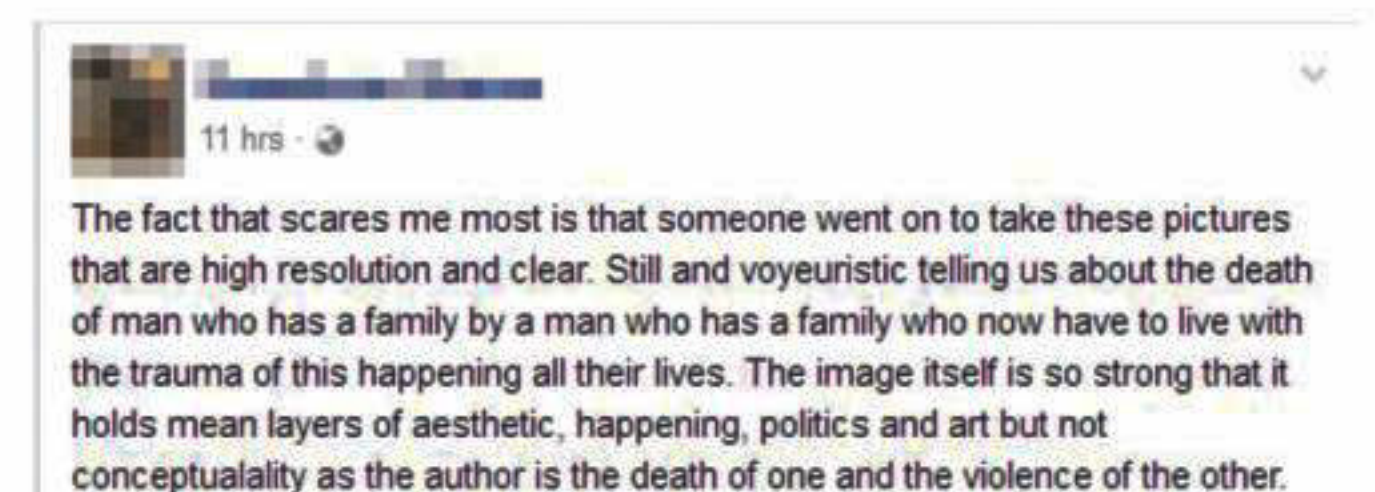 11 hrs ·
The fact that scares me most is that someone went on to take these pictures
that are high resolution and clear. Still and voyeuristic telling us about the death
of man who has a family by a man who has a family who now have to live with
the trauma of this happening all their lives. The image itself is so strong that it
holds mean layers of aesthetic, happening, politics and art but not
conceptualality as the author is the death of one and the violence of the other.